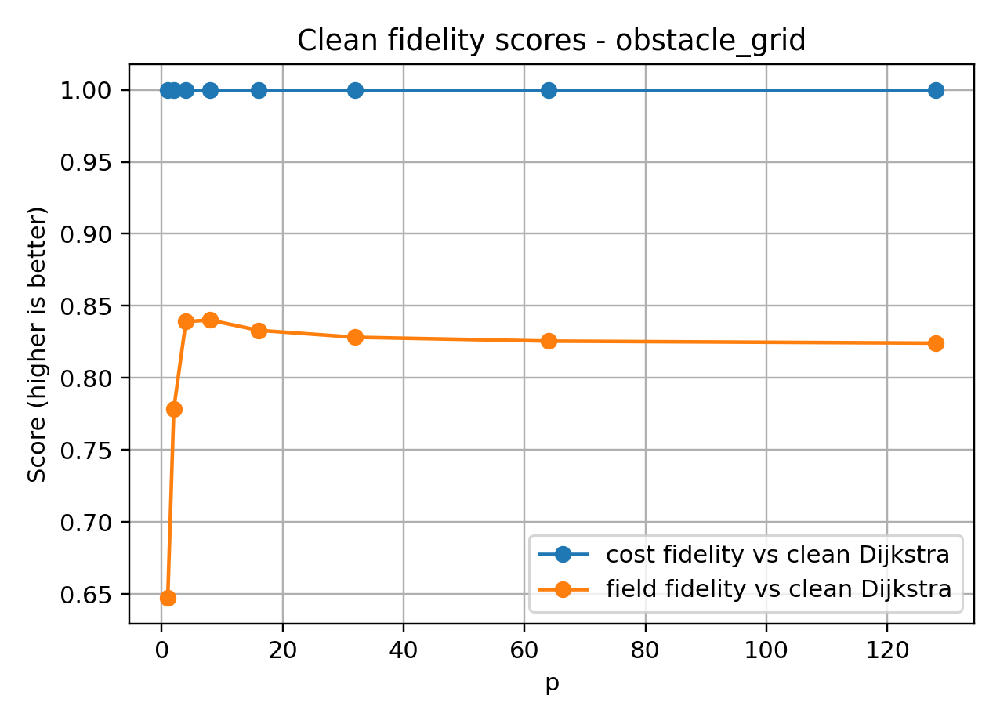 Clean fidelity scores - obstacle_grid
Score (higher is better)
1.00
0.95
0.90
0.85
0.80
0.75
0.70
0.65
cost fidelity vs clean Dijkstra
field fidelity vs clean Dijkstra
0 20 40 60 80 100 120
p